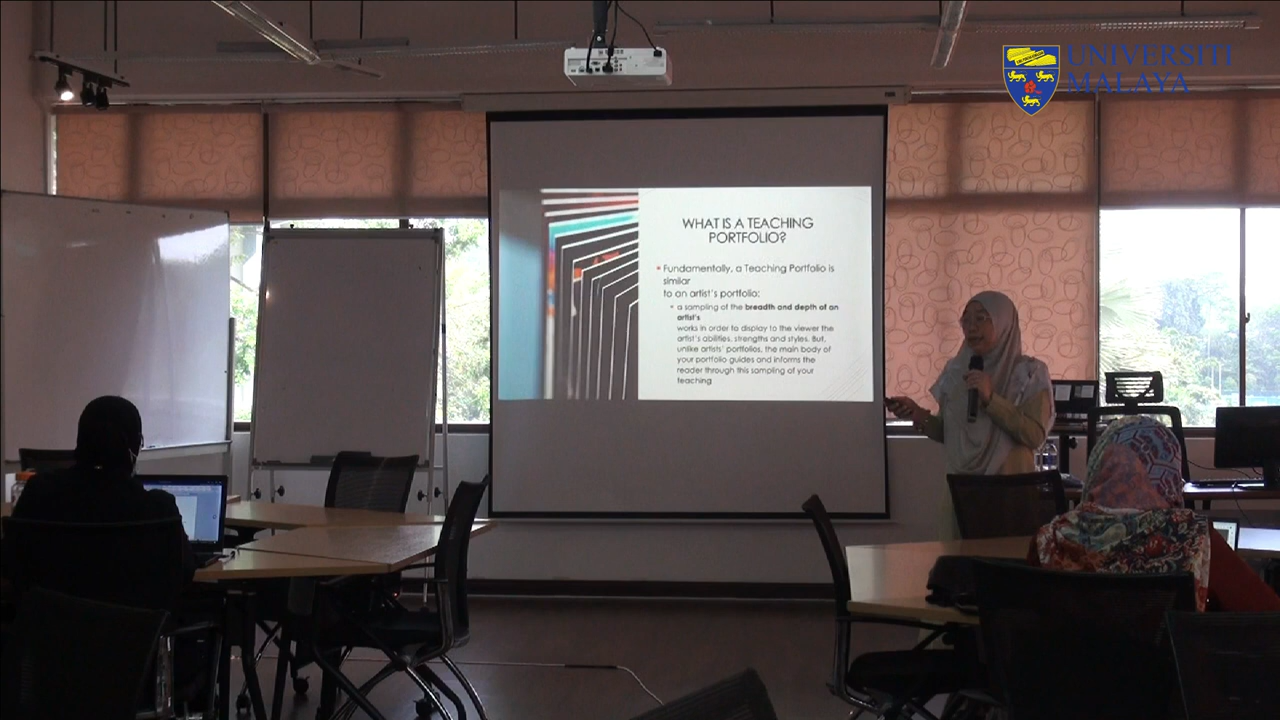 UNIVERSITI
MALAYA
WHAT IS A TEACHING
PORTFOLIO?
Fundamentally, a Teaching Portfolio is
similar
to an artist's portfolio:
a sampling of the breadth and depth of an
artist's
works in order to display to the viewer the
artist's abilities, strengths and styles. But,
unlike artists' portfolios, the main body of
your portfolio guides and informs the
reader through this sampling of your
teaching